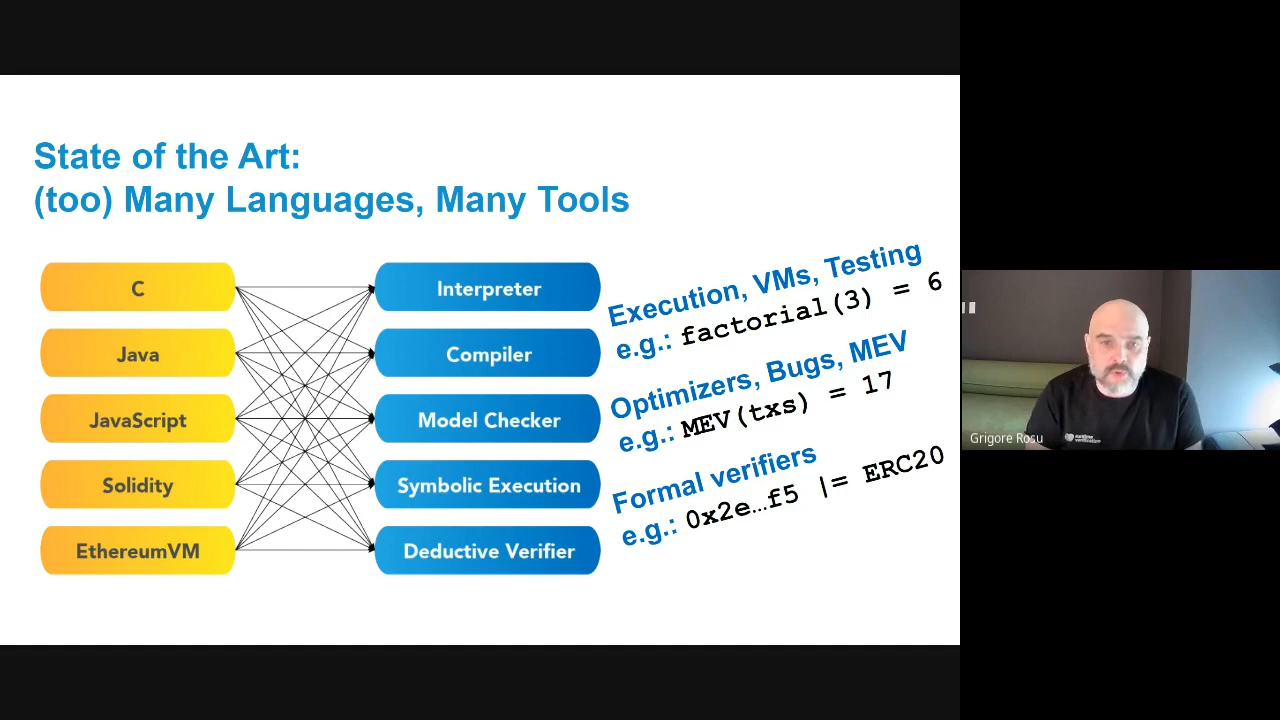 State of the Art:
(too) Many Languages, Many Tools
C
Java
JavaScript
Solidity
EthereumVM
Interpreter
Compiler
Model Checker
Symbolic Execution
Deductive Verifier
Execution, VMs, Testing
e.g.: factorial(3) = 6
Optimizers, Bugs, MEV
e.g.: MEV(txs) = 17
Formal verifiers
e.g.: 0x2e…f5 |= ERC20
Grigore Rosu
runtime
verification